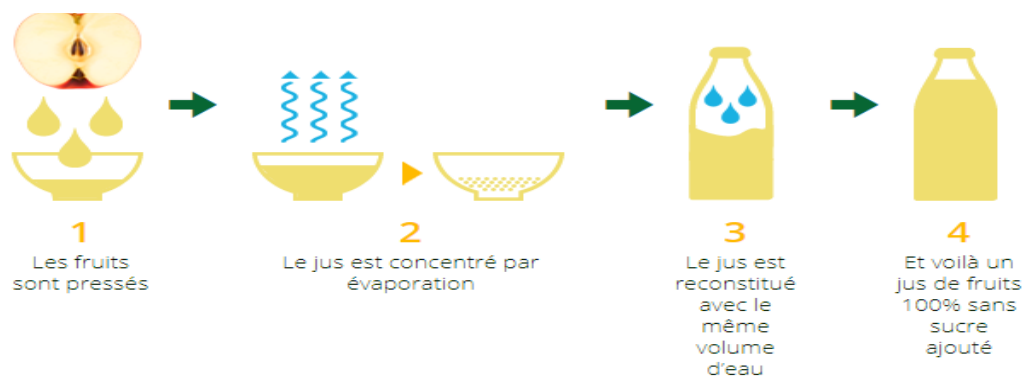 1
Les fruits
sont pressés
2
Le jus est concentré par
évaporation
3
Le jus est
reconstitué
avec le
même
volume
d'eau
4
Et voilà un
jus de fruits
100% sans
sucre
ajouté